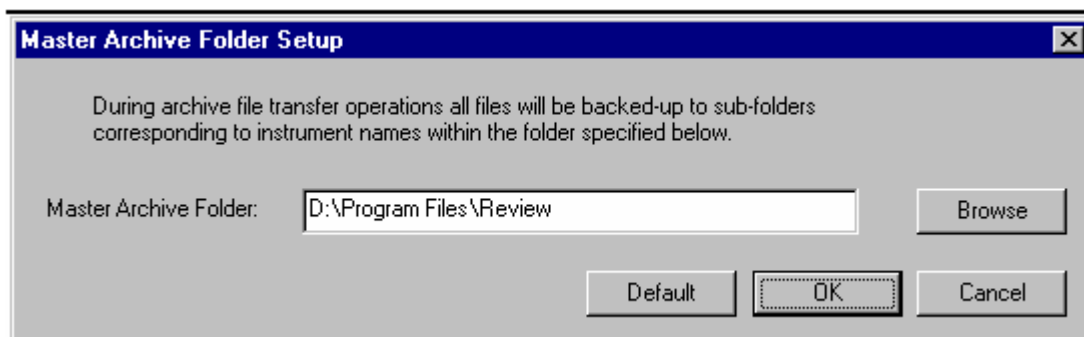 Master Archive Folder Setup
During archive file transfer operations all files will be backed-up to sub-folders
corresponding to instrument names within the folder specified below.
Master Archive Folder: D:\Program Files\Review Browse
Default OK Cancel